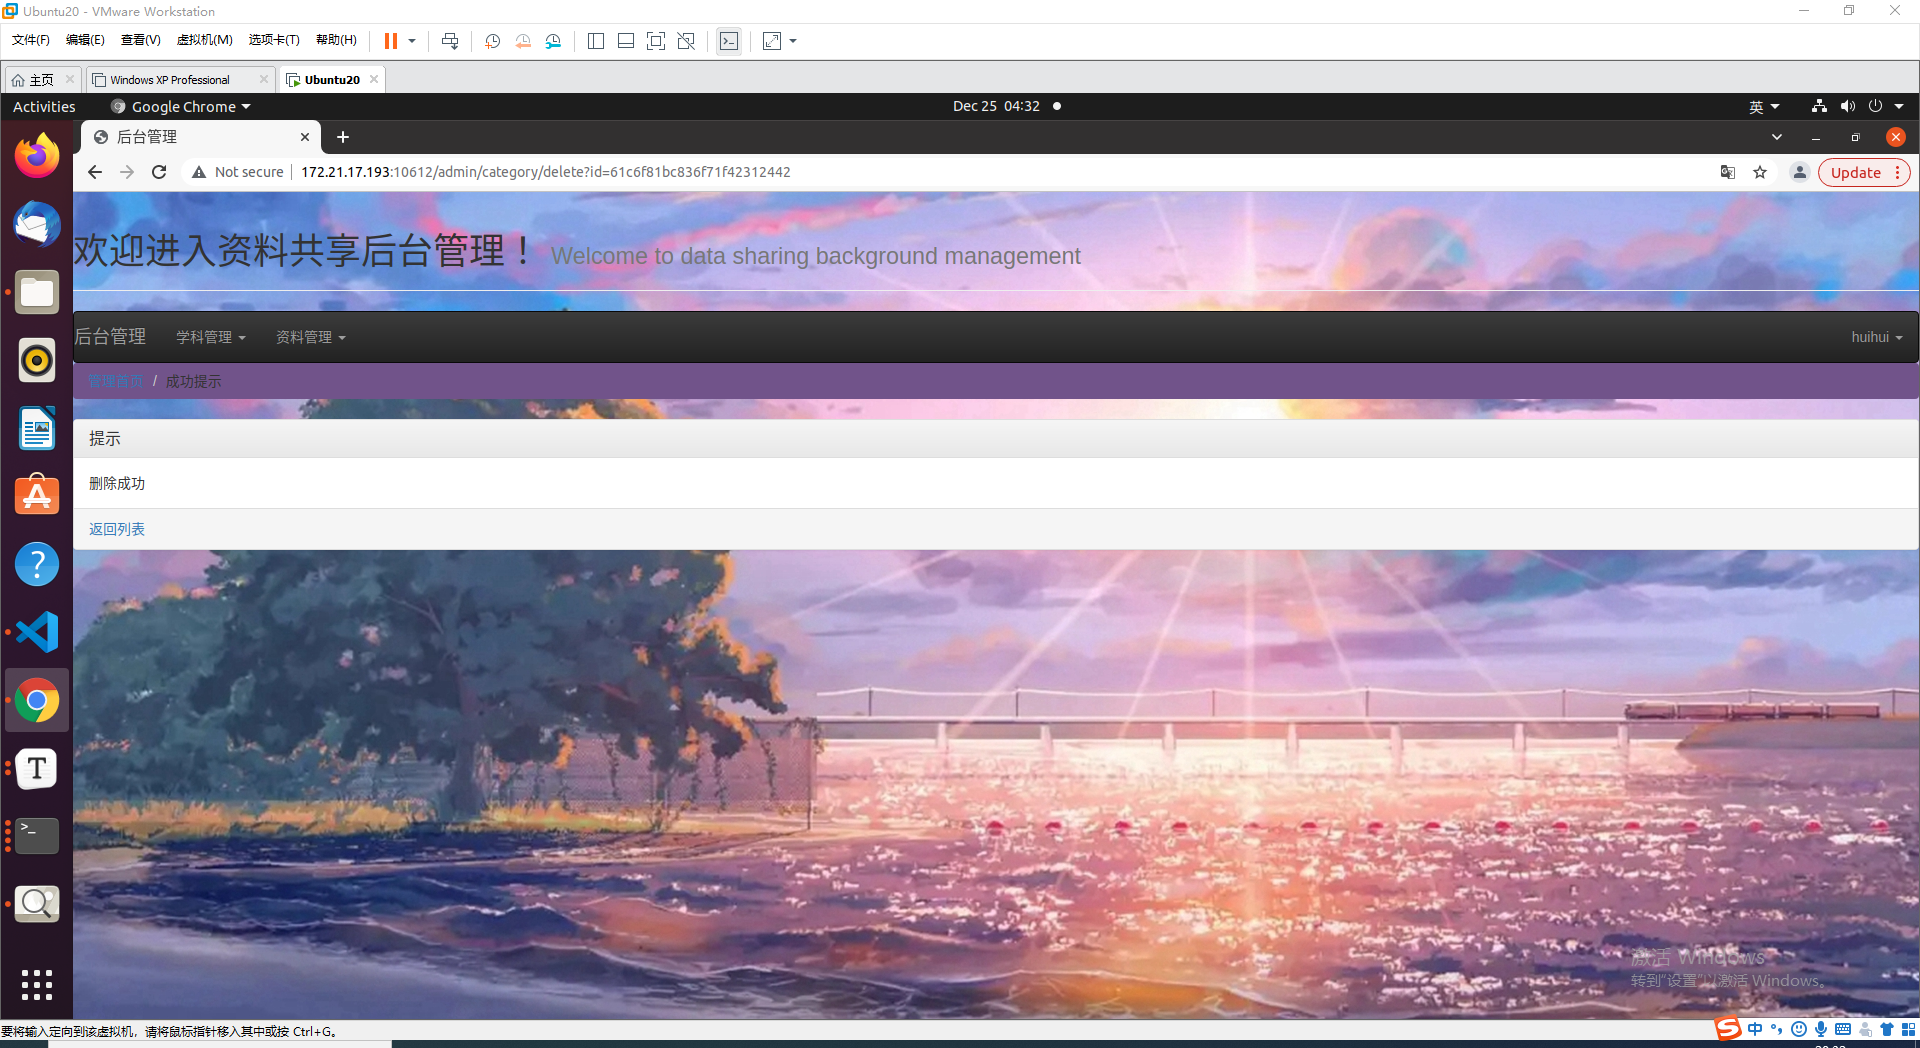 Ubuntu20 - VMware Workstation
文件(F) 编辑(E) 查看(V) 虚拟机(M) 选项卡(T) 帮助(H)
主页 Windows XP Professional Ubuntu20
Activities Google Chrome Dec 25 04:32 英
后台管理
Not secure 172.21.17.193:10612/admin/category/delete?id=61c6f81bc836f71f42312442 Update
欢迎进入资料共享后台管理！ Welcome to data sharing background management
后台管理 学科管理 资料管理 huihui
管理首页 / 成功提示
提示
删除成功
返回列表
激活 Windows
转到"设置"以激活 Windows。
要将输入定向到该虚拟机，请将鼠标指针移入其中或按 Ctrl+G。
中